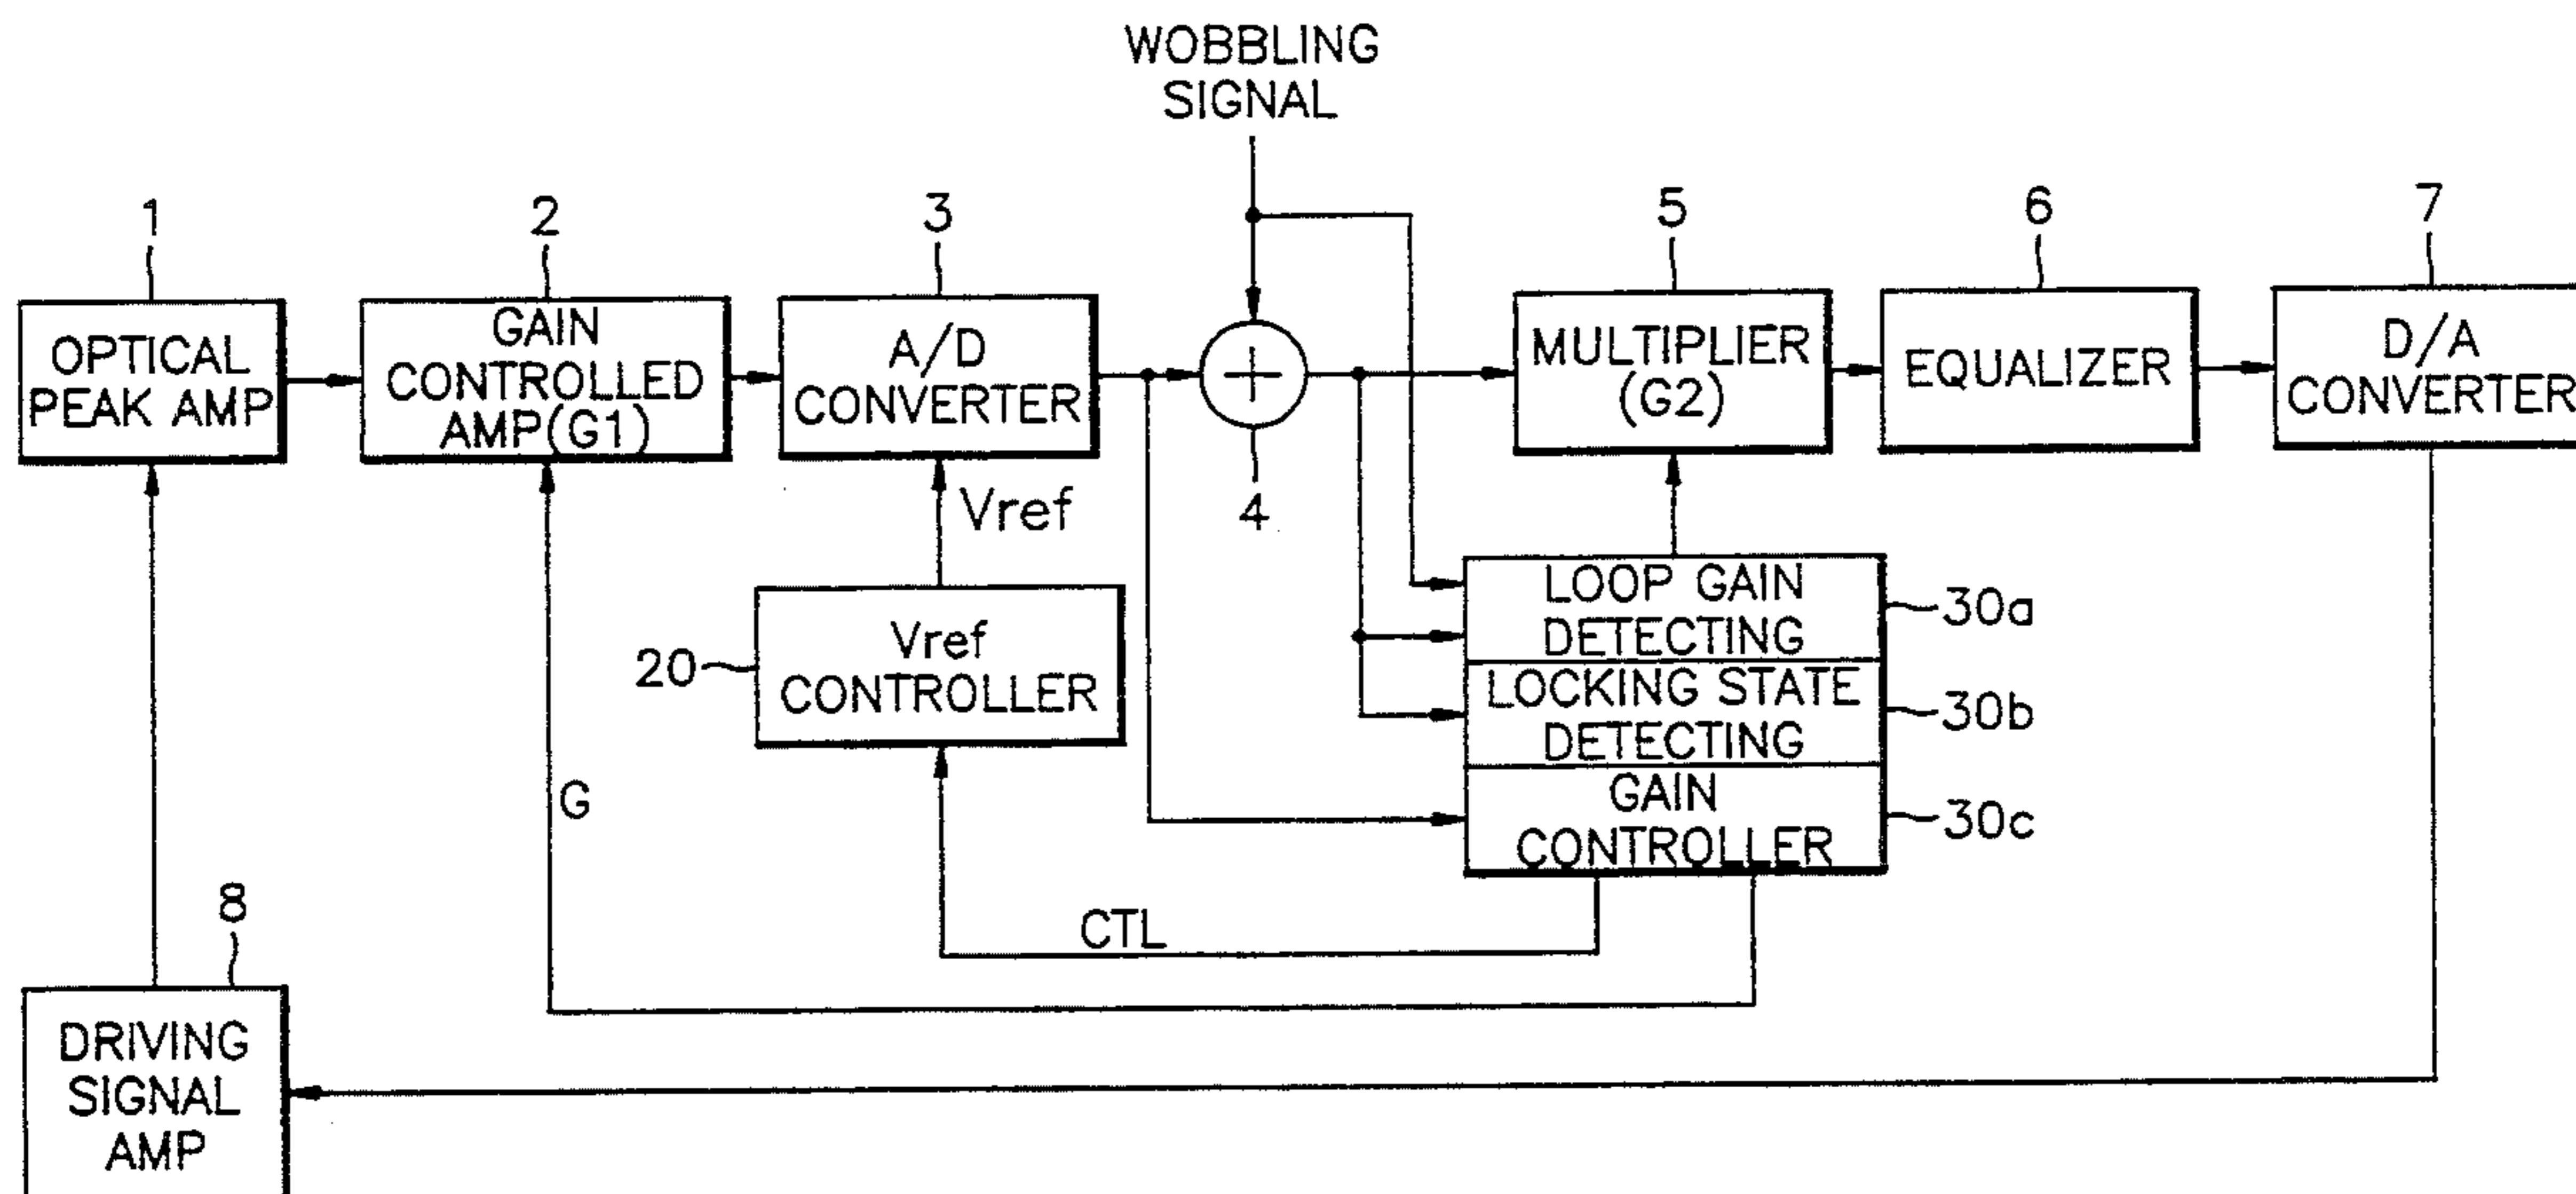 WOBBLING
SIGNAL
1
2
3
5
6
7
OPTICAL
PEAK AMP
GAIN
CONTROLLED
AMP(G1)
A/D
CONVERTER
MULTIPLIER
(G2)
EQUALIZER
D/A
CONVERTER
4
Vref
20
Vref
CONTROLLER
LOOP GAIN
DETECTING
30a
LOCKING STATE
DETECTING
30b
GAIN
CONTROLLER
30c
G
CTL
8
DRIVING
SIGNAL
AMP